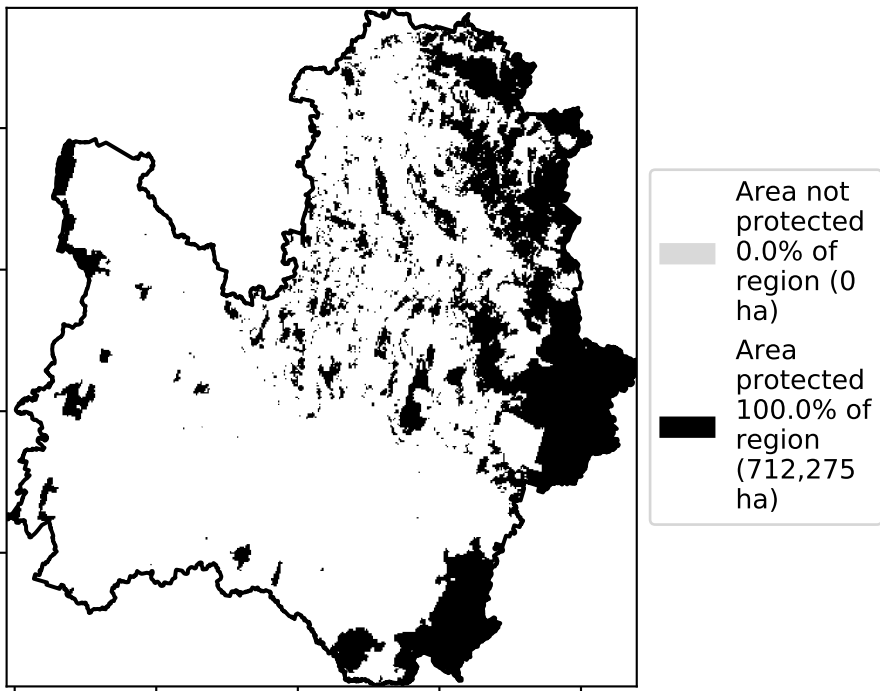 Area not
protected
0.0% of
region (0
ha)
Area
protected
100.0% of
region
(712,275
ha)